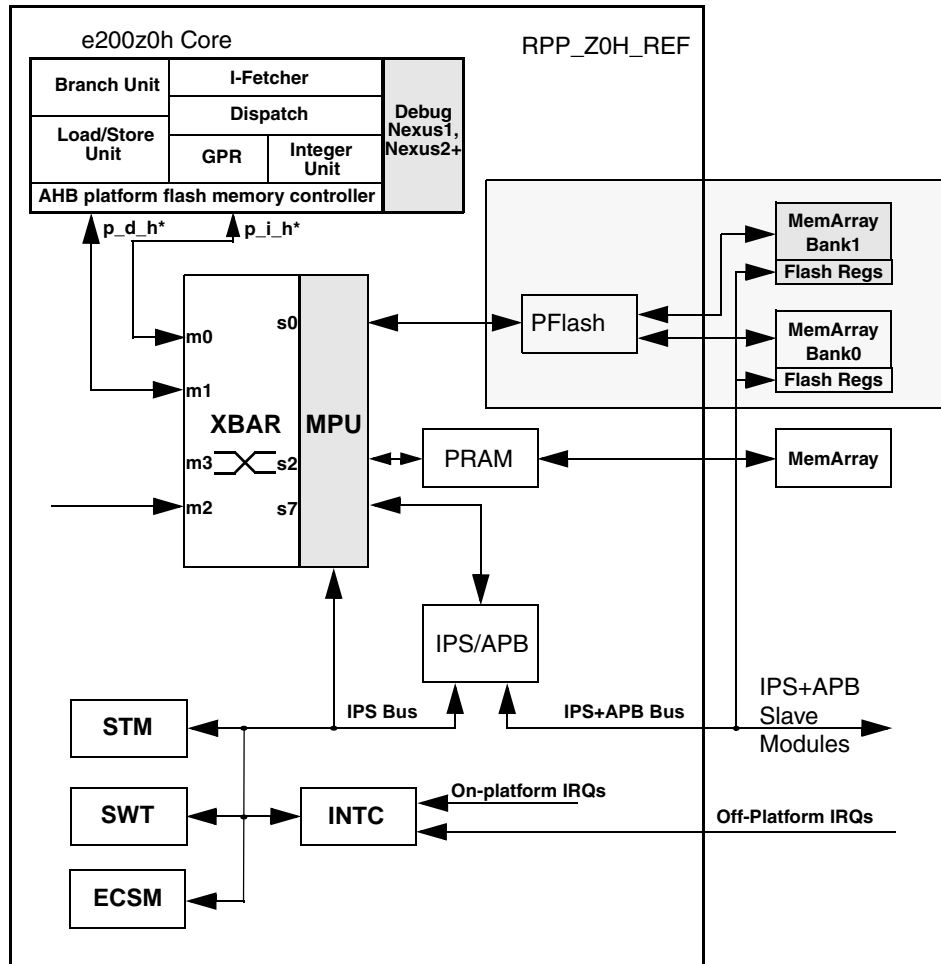 e200z0h Core
RPP_Z0H_REF
Branch Unit
I-Fetcher
Dispatch
Load/Store
Unit
GPR
Integer
Unit
Debug
Nexus1,
Nexus2+
AHB platform flash memory controller
p_d_h*
p_i_h*
MemArray
Bank1
Flash Regs
PFlash
MemArray
Bank0
Flash Regs
s0
m0
m1
XBAR
MPU
m3
s2
m2
s7
PRAM
MemArray
IPS/APB
IPS+APB
Slave
Modules
IPS Bus
IPS+APB Bus
STM
SWT
INTC
On-platform IRQs
Off-Platform IRQs
ECSM